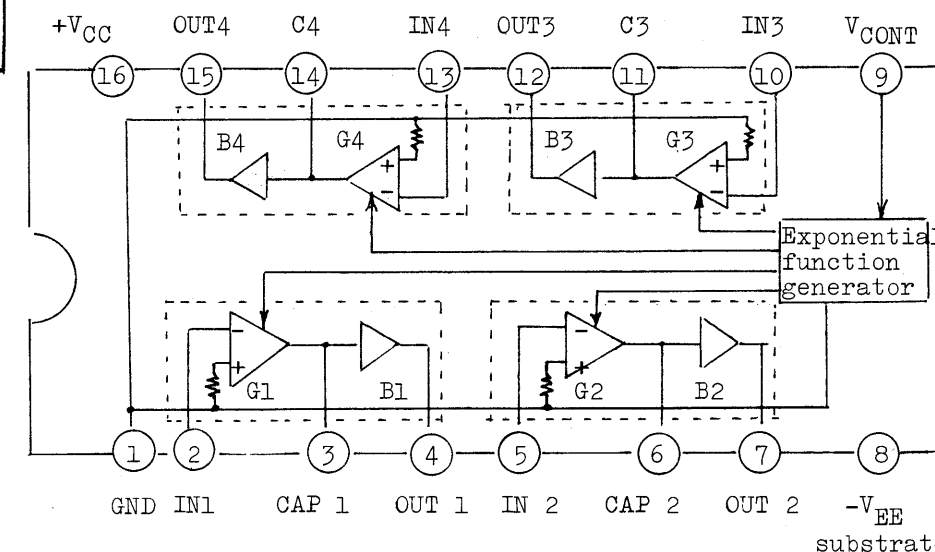 +VCC OUT4 C4 IN4 OUT3 C3 IN3 VCONT
16 15 14 13 12 11 10 9
B4 G4 B3 G3
+ +
− −
Exponential
function
generator
− −
+ +
G1 B1 G2 B2
1 2 3 4 5 6 7 8
GND IN1 CAP 1 OUT 1 IN 2 CAP 2 OUT 2 -VEE
substrat